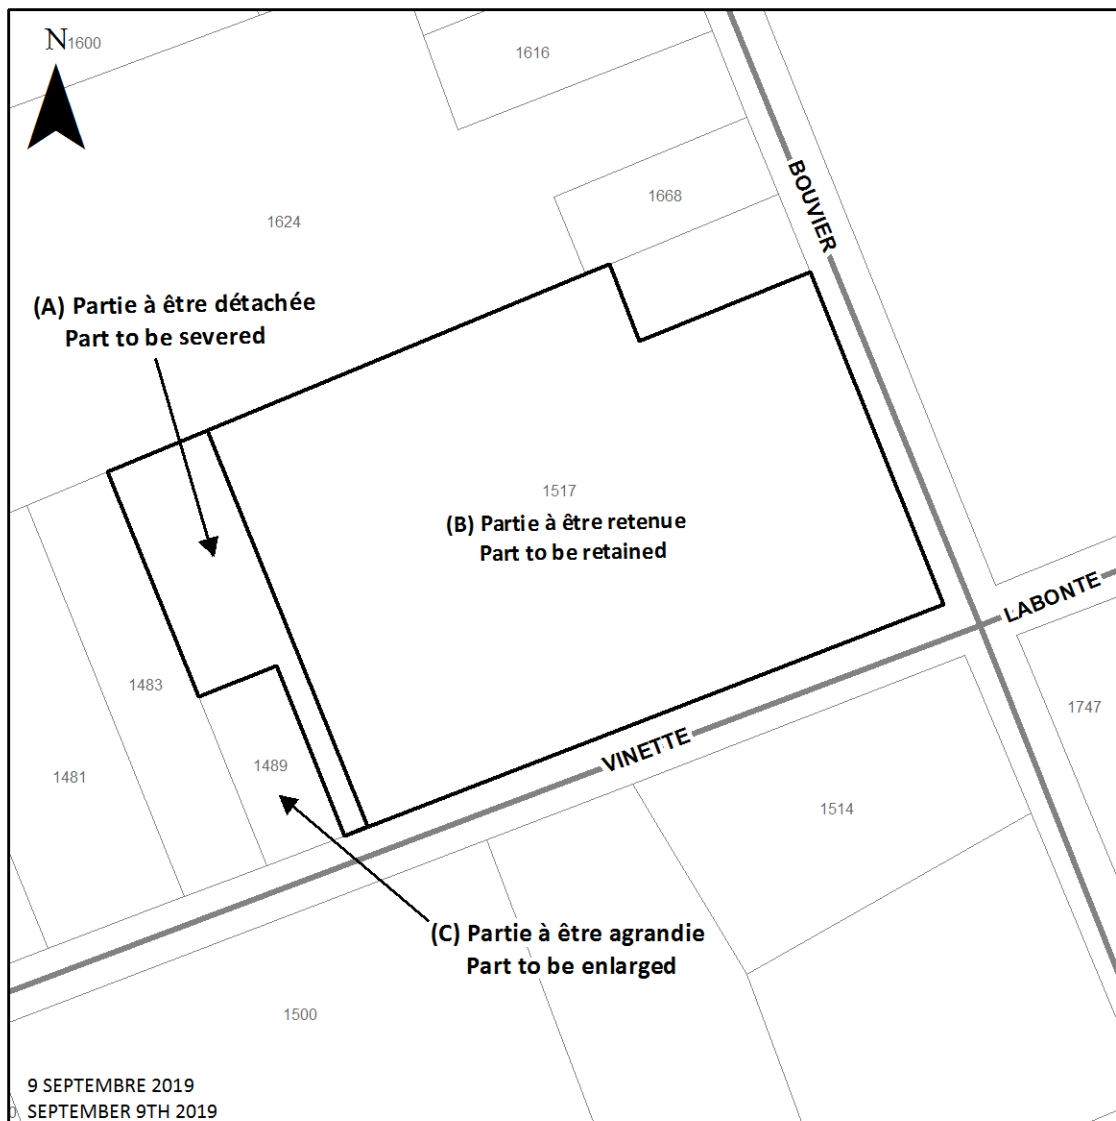 N
1600
1616
BOUVIER
1668
1624
(A) Partie à être détachée
Part to be severed
1517
(B) Partie à être retenue
Part to be retained
LABONTE
1483
1747
VINETTE
1489
1481
1514
(C) Partie à être agrandie
Part to be enlarged
1500
9 SEPTEMBRE 2019
SEPTEMBER 9TH 2019